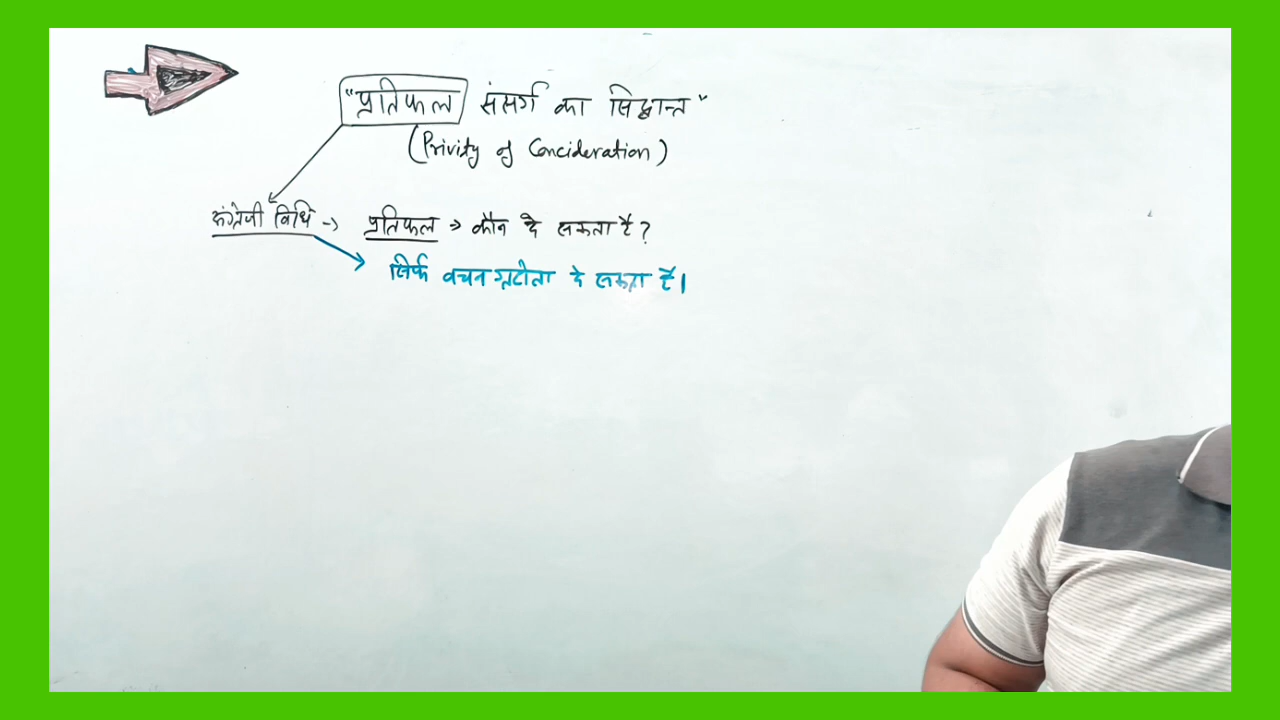 "प्रतिफल संसर्ग का सिद्धान्त"
(Privity of Concideration)
अंग्रेजी विधि -> प्रतिफल => कौन दे सकता है?
सिर्फ वचनग्रहीता दे सकता है।